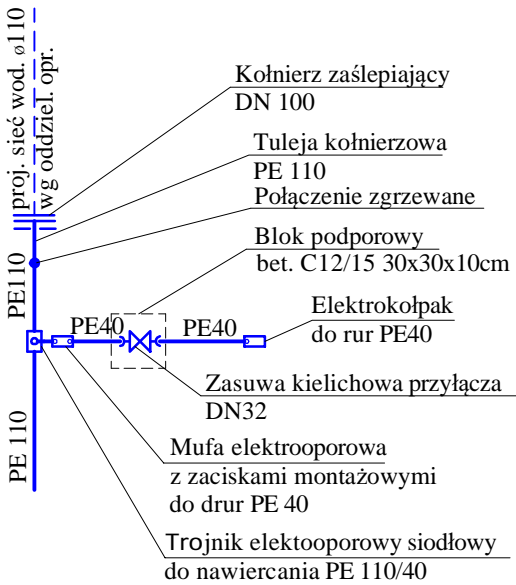 proj. sieć wod. ø110
wg oddziel. opr.
Kołnierz zaślepiający
DN 100
Tuleja kołnierzowa
PE 110
Połączenie zgrzewane
Blok podporowy
bet. C12/15 30x30x10cm
PE110
PE40
PE40
Elektrokołpak
do rur PE40
Zasuwa kielichowa przyłącza
DN32
PE 110
Mufa elektrooporowa
z zaciskami montażowymi
do drur PE 40
Trojnik elektooporowy siodłowy
do nawiercania PE 110/40